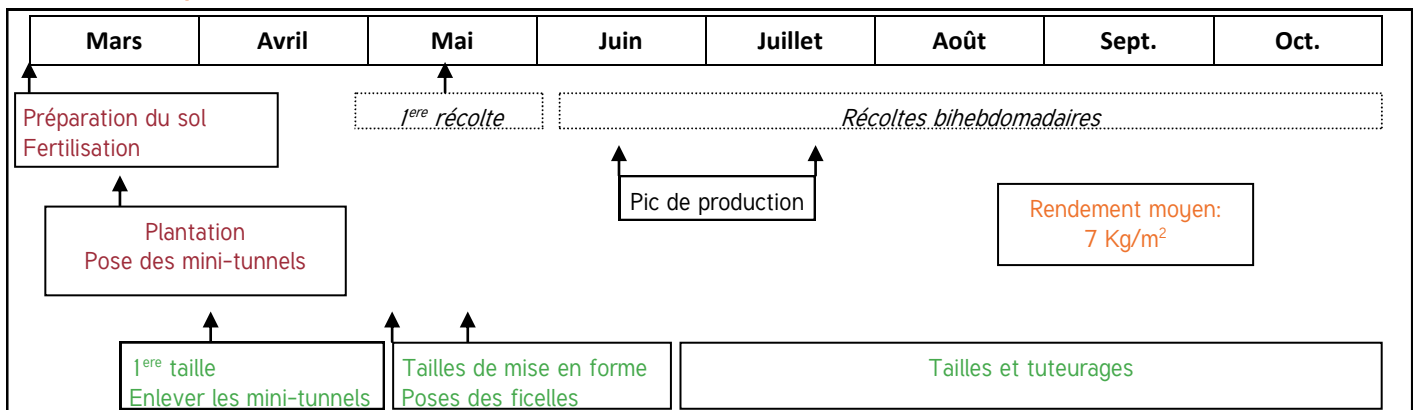 Mars Avril Mai Juin Juillet Août Sept. Oct.
Préparation du sol
Fertilisation
1ere récolte
Récoltes bihebdomadaires
Pic de production
Rendement moyen:
7 Kg/m2
Plantation
Pose des mini-tunnels
1ere taille
Enlever les mini-tunnels
Tailles de mise en forme
Poses des ficelles
Tailles et tuteurages